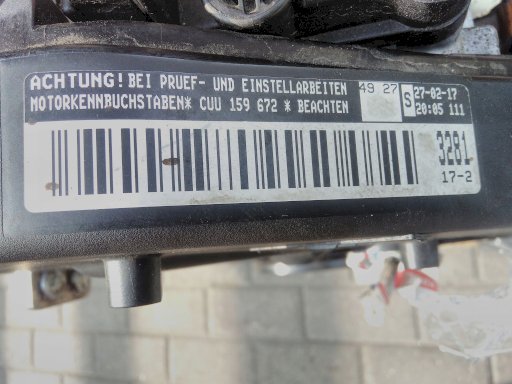 ACHTUNG! BEI PRUEF- UND EINSTELLARBEITEN
MOTORKENNBUCHSTABEN* CUU 159 672 * BEACHTEN
49 27
S
27-02-17
20:05 111
3281
17-2